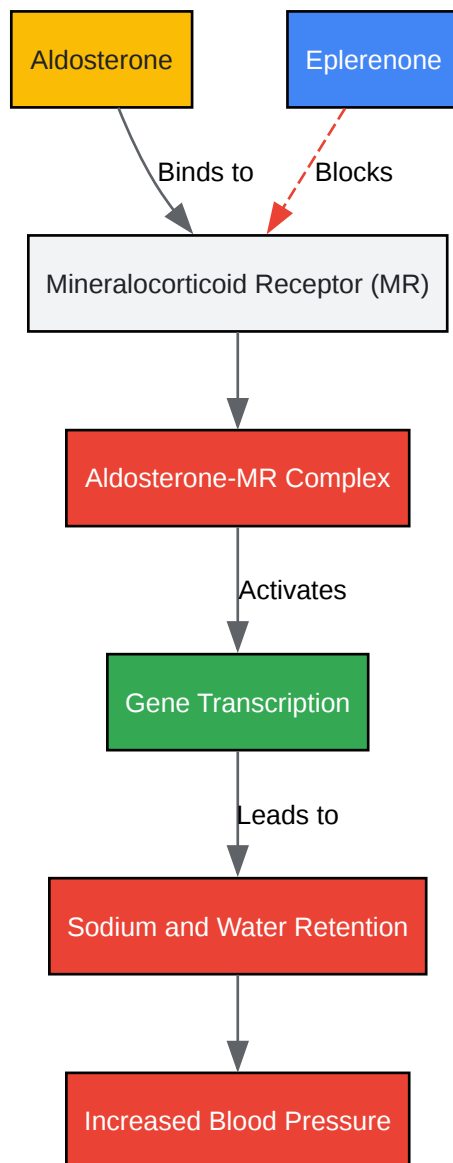 Aldosterone
Eplerenone
Binds to
Blocks
Mineralocorticoid Receptor (MR)
Aldosterone-MR Complex
Activates
Gene Transcription
Leads to
Sodium and Water Retention
Increased Blood Pressure